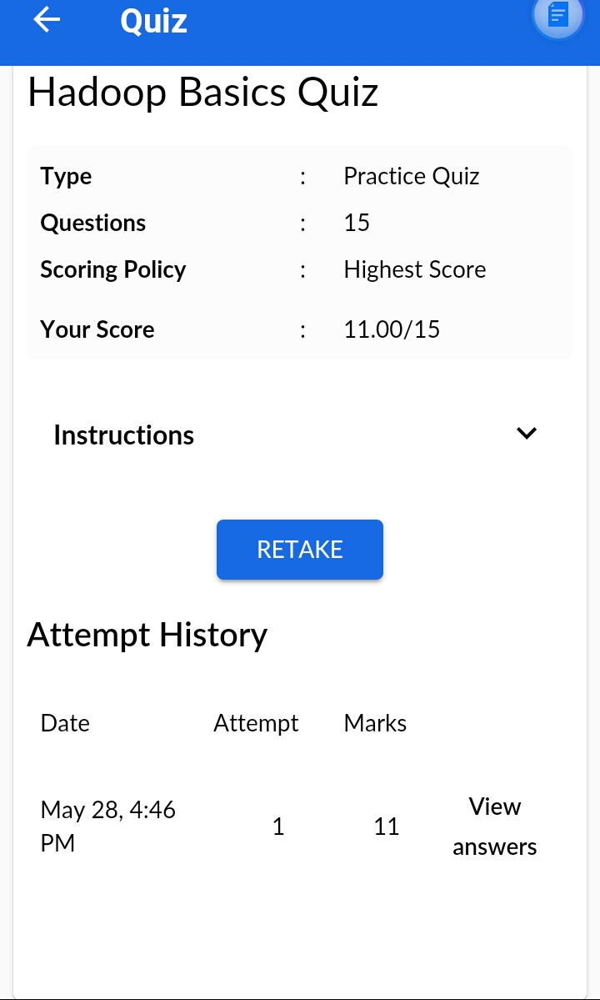 Quiz
Hadoop Basics Quiz
Type : Practice Quiz
Questions : 15
Scoring Policy : Highest Score
Your Score : 11.00/15
Instructions
RETAKE
Attempt History
Date Attempt Marks
May 28, 4:46 PM 1 11 View answers